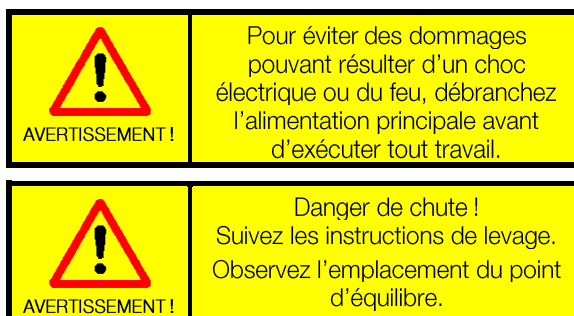 AVERTISSEMENT !
Pour éviter des dommages
pouvant résulter d’un choc
électrique ou du feu, débranchez
l’alimentation principale avant
d’exécuter tout travail.
AVERTISSEMENT !
Danger de chute !
Suivez les instructions de levage.
Observez l’emplacement du point
d’équilibre.